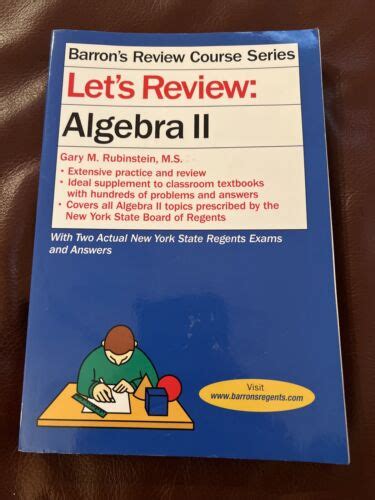 Barron's Review Course Series
Let's Review:
Algebra II
Gary M. Rubinstein, M.S.
• Extensive practice and review
• Ideal supplement to classroom textbooks
with hundreds of problems and answers
• Covers all Algebra II topics prescribed by the
New York State Board of Regents
With Two Actual New York State Regents Exams
and Answers
Visit
www.barronsregents.com